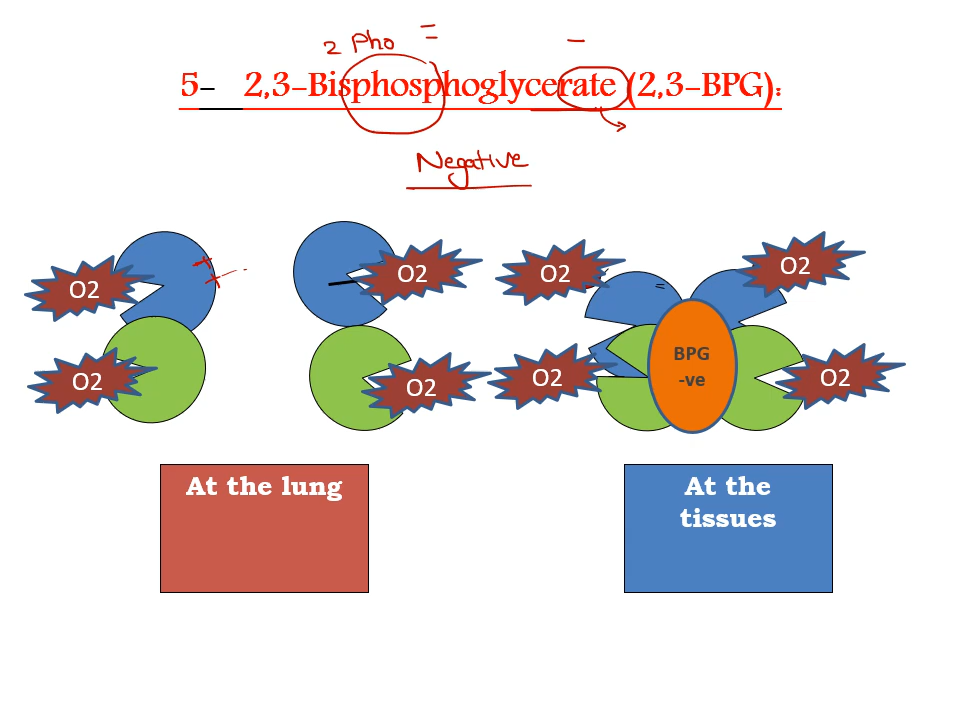 2 Pho = -
5- 2,3-Bisphosphoglycerate (2,3-BPG):
Negative
O2 O2 O2 O2
O2 O2 O2 O2
BPG
-ve
At the lung
At the
tissues